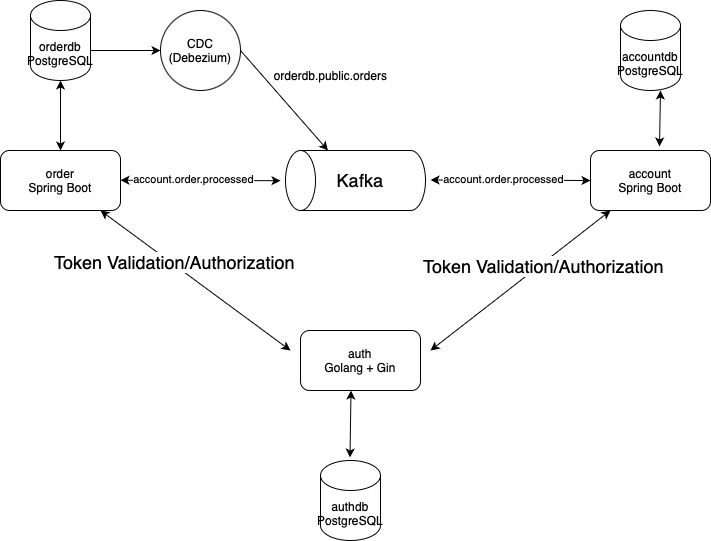 orderdb
PostgreSQL
CDC
(Debezium)
orderdb.public.orders
accountdb
PostgreSQL
order
Spring Boot
account.order.processed
Kafka
account.order.processed
account
Spring Boot
Token Validation/Authorization
Token Validation/Authorization
auth
Golang + Gin
authdb
PostgreSQL